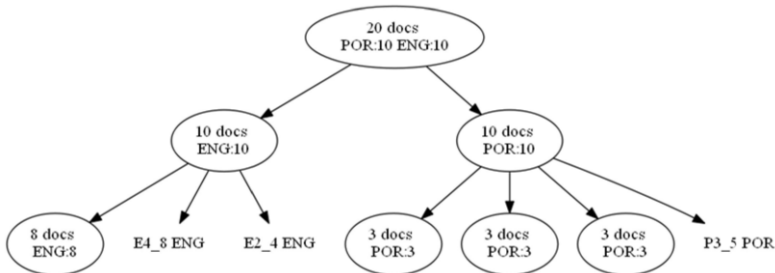 20 docs
POR:10 ENG:10
10 docs
ENG:10
10 docs
POR:10
8 docs
ENG:8
E4_8 ENG
E2_4 ENG
3 docs
POR:3
3 docs
POR:3
3 docs
POR:3
P3_5 POR